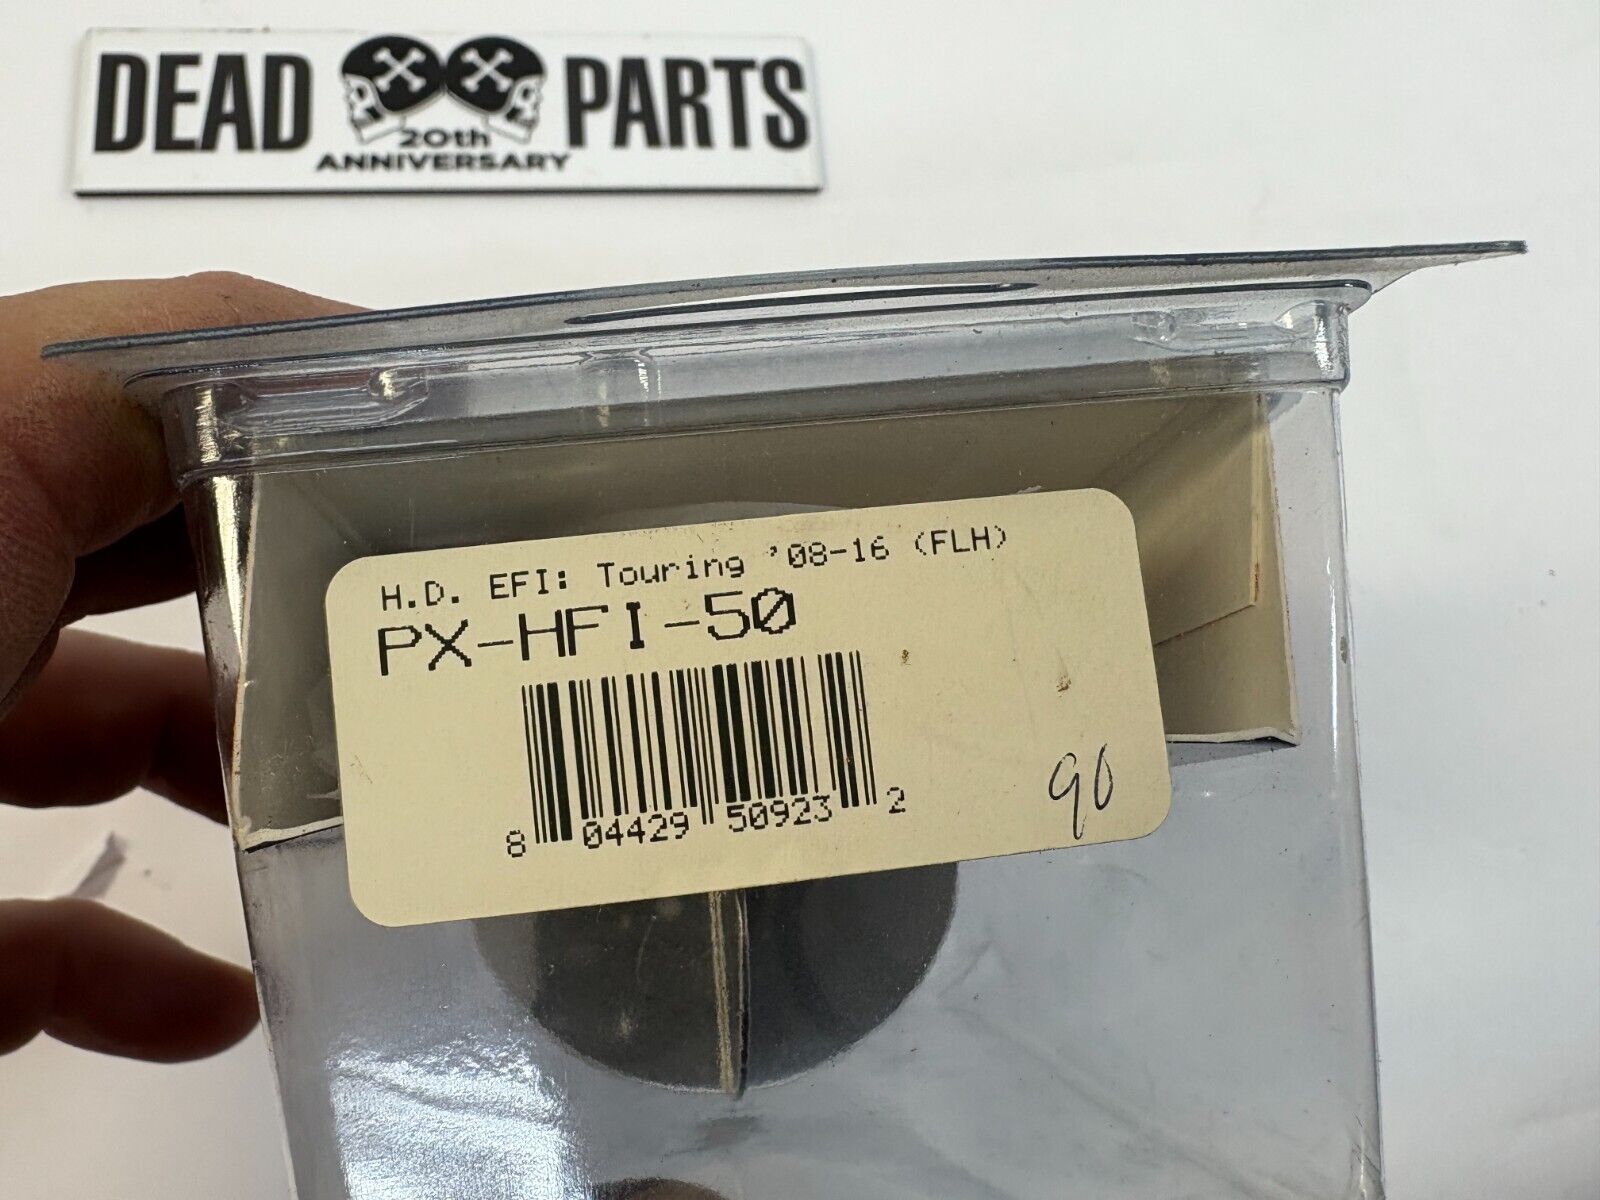 DEAD PARTS
20th
ANNIVERSARY
H.D. EFI: Touring '08-16 (FLH)
PX-HFI-50
8 04429 50923 2
90